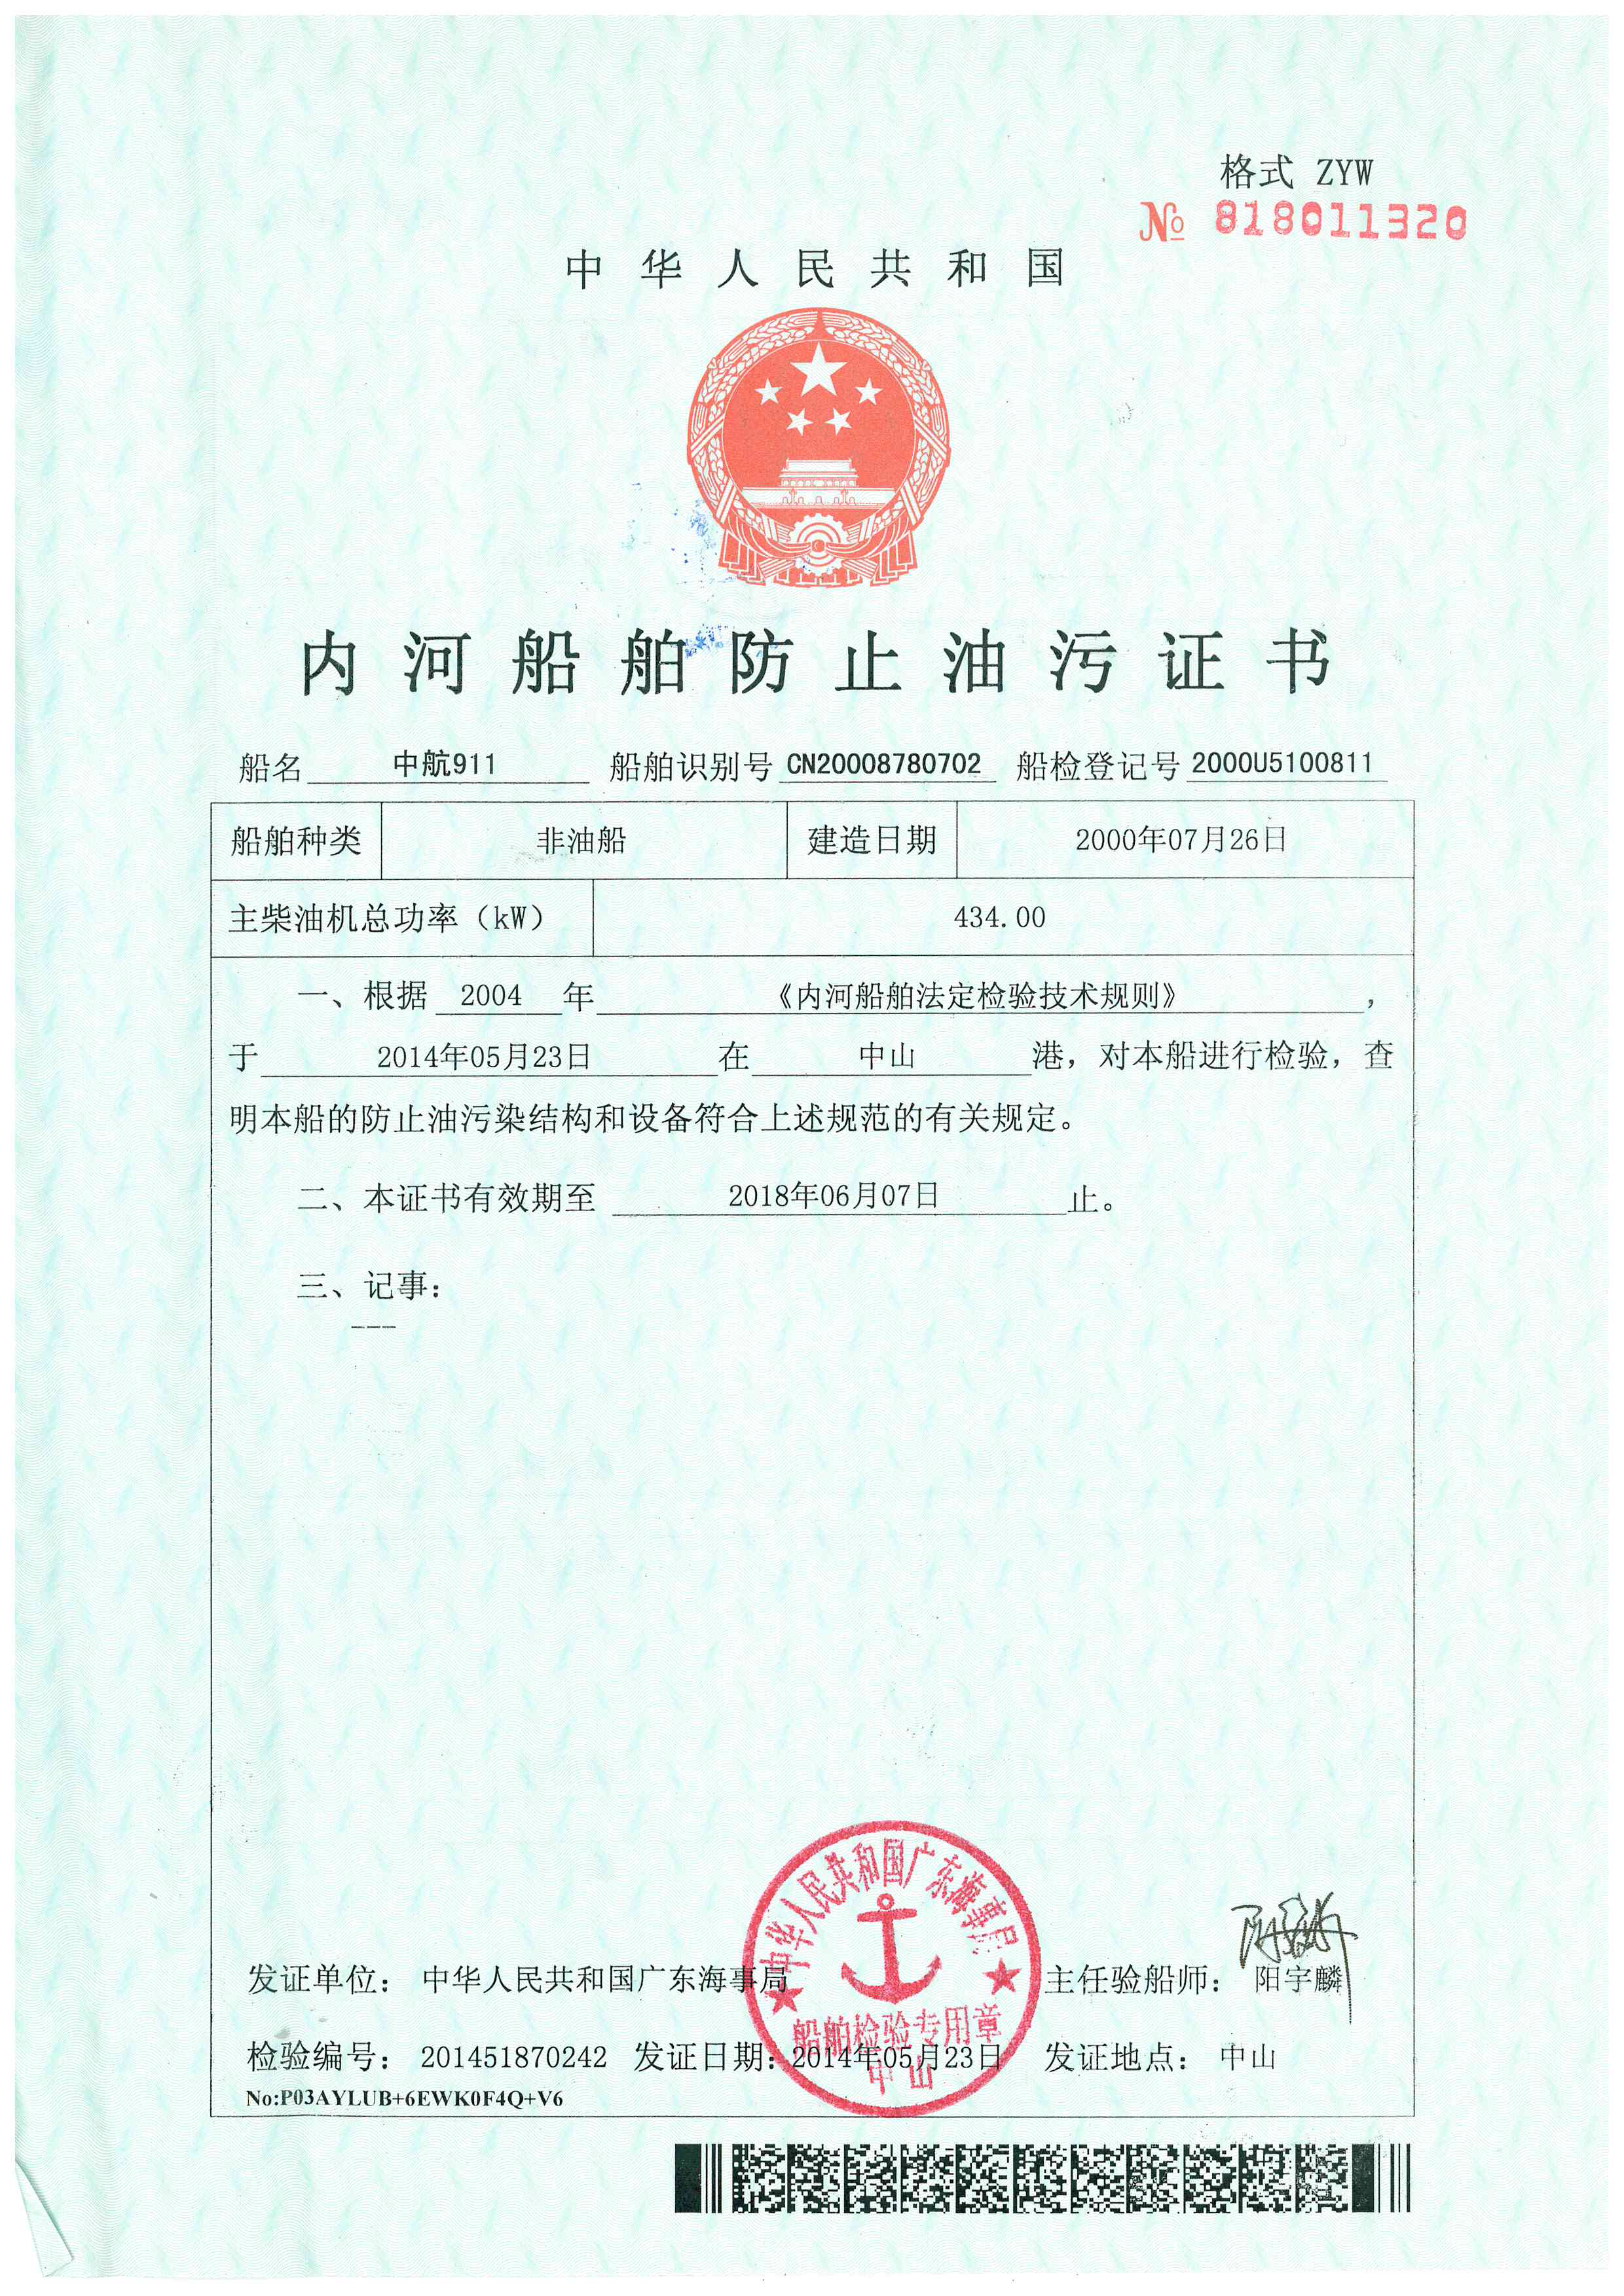 格式 ZYW
№ 818011320
中华人民共和国
内河船舶防止油污证书
船名 中航911 船舶识别号 CN20008780702 船检登记号 2000U5100811
船舶种类 非油船 建造日期 2000年07月26日
主柴油机总功率（kW） 434.00
一、根据 2004 年 《内河船舶法定检验技术规则》 ，
于 2014年05月23日 在 中山 港，对本船进行检验，查
明本船的防止油污染结构和设备符合上述规范的有关规定。
二、本证书有效期至 2018年06月07日 止。
三、记事：
---
中华人民共和国广东海事局
船舶检验专用章
中山
阳宇麟
发证单位： 中华人民共和国广东海事局 主任验船师： 阳宇麟
检验编号： 201451870242 发证日期：2014年05月23日 发证地点： 中山
No:P03AYLUB+6EWK0F4Q+V6